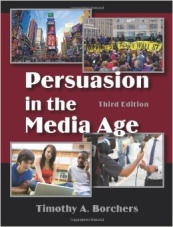 Persuasion
in the
Media Age
Third Edition
Timothy A. Borchers